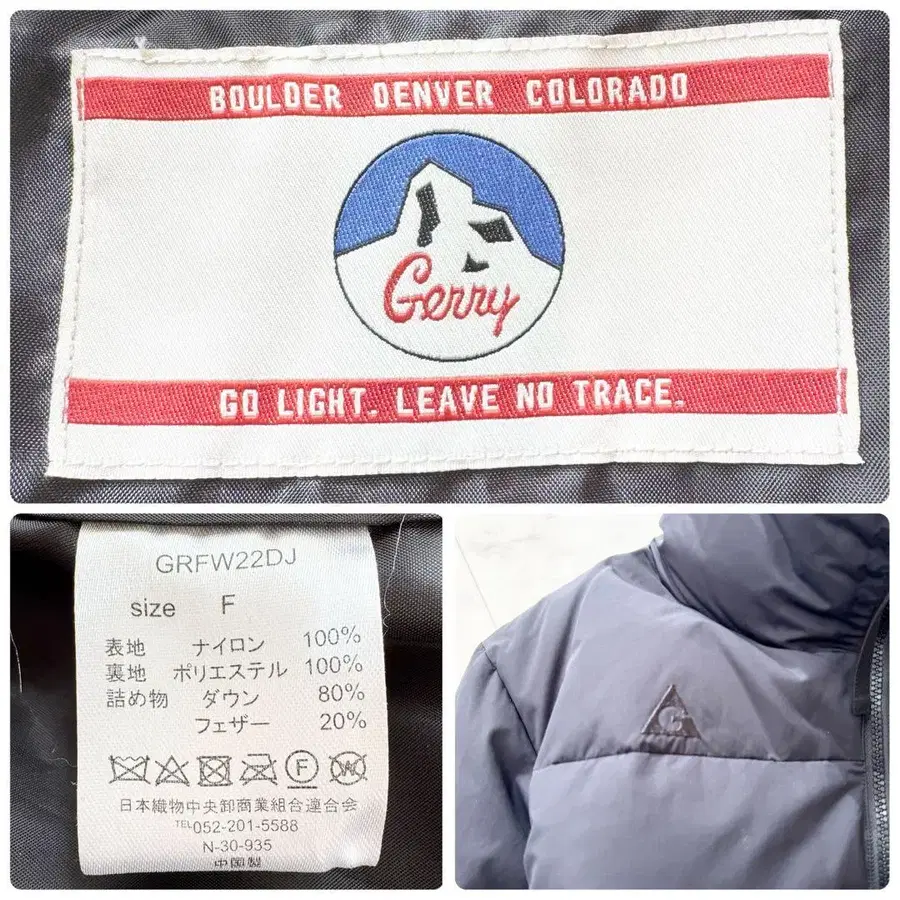 BOULDER DENVER COLORADO
Gerry
GO LIGHT. LEAVE NO TRACE.
GRFW22DJ
size F
表地 ナイロン 100%
裏地 ポリエステル 100%
詰め物 ダウン 80%
フェザー 20%
F
W
日本織物中央卸商業組合連合会
TEL052-201-5588
N-30-935
中国製
G